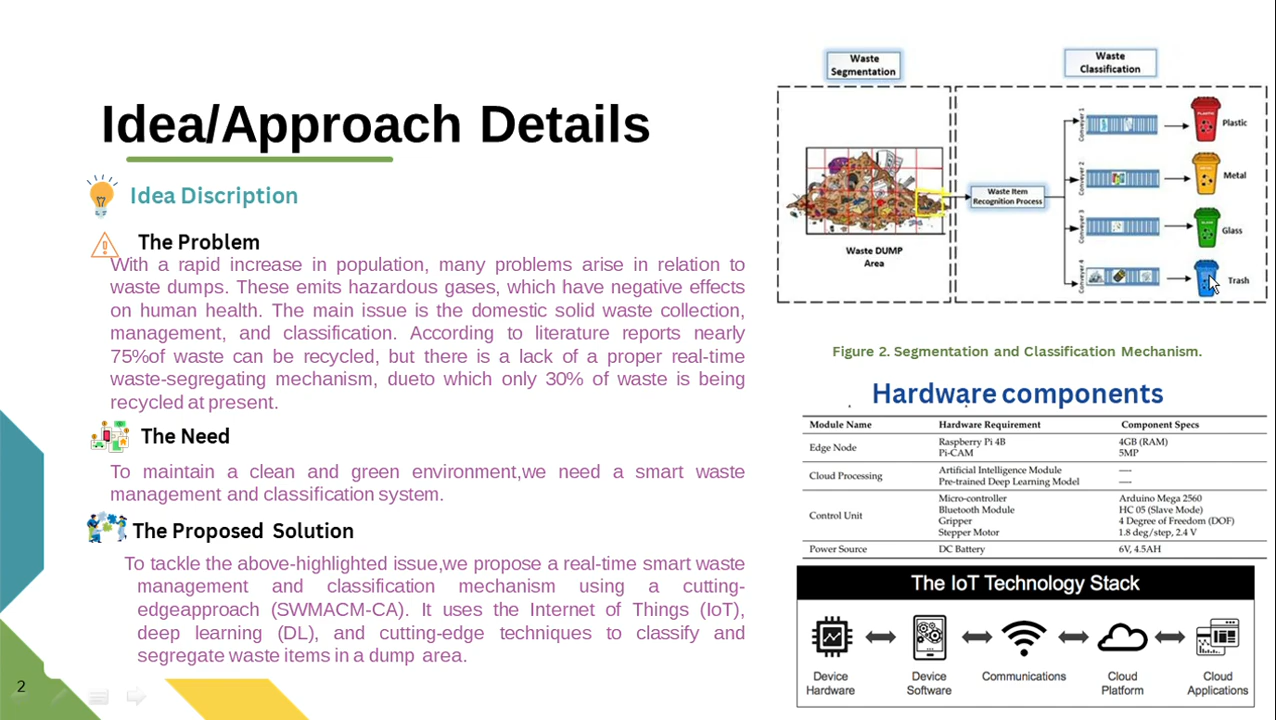 Idea/Approach Details
Idea Discription
The Problem
With a rapid increase in population, many problems arise in relation to
waste dumps. These emits hazardous gases, which have negative effects
on human health. The main issue is the domestic solid waste collection,
management, and classification. According to literature reports nearly
75%of waste can be recycled, but there is a lack of a proper real-time
waste-segregating mechanism, dueto which only 30% of waste is being
recycled at present.
The Need
To maintain a clean and green environment,we need a smart waste
management and classification system.
The Proposed Solution
To tackle the above-highlighted issue,we propose a real-time smart waste
management and classification mechanism using a cutting-
edgeapproach (SWMACM-CA). It uses the Internet of Things (IoT),
deep learning (DL), and cutting-edge techniques to classify and
segregate waste items in a dump area.
2
Waste
Segmentation
Waste
Classification
Waste DUMP
Area
Waste Item
Recognition Process
Conveyer 1
Plastic
Conveyer 2
Metal
Conveyer 3
Glass
Conveyer 4
Trash
Figure 2. Segmentation and Classification Mechanism.
Hardware components
Module Name Hardware Requirement Component Specs
Edge Node
Raspberry Pi 4B 4GB (RAM)
Pi-CAM 5MP
Cloud Processing
Artificial Intelligence Module —-
Pre-trained Deep Learning Model —-
Control Unit
Micro-controller Arduino Mega 2560
Bluetooth Module HC 05 (Slave Mode)
Gripper 4 Degree of Freedom (DOF)
Stepper Motor 1.8 deg/step, 2.4 V
Power Source DC Battery 6V, 4.5AH
The IoT Technology Stack
Device
Hardware
Device
Software
Communications
Cloud
Platform
Cloud
Applications